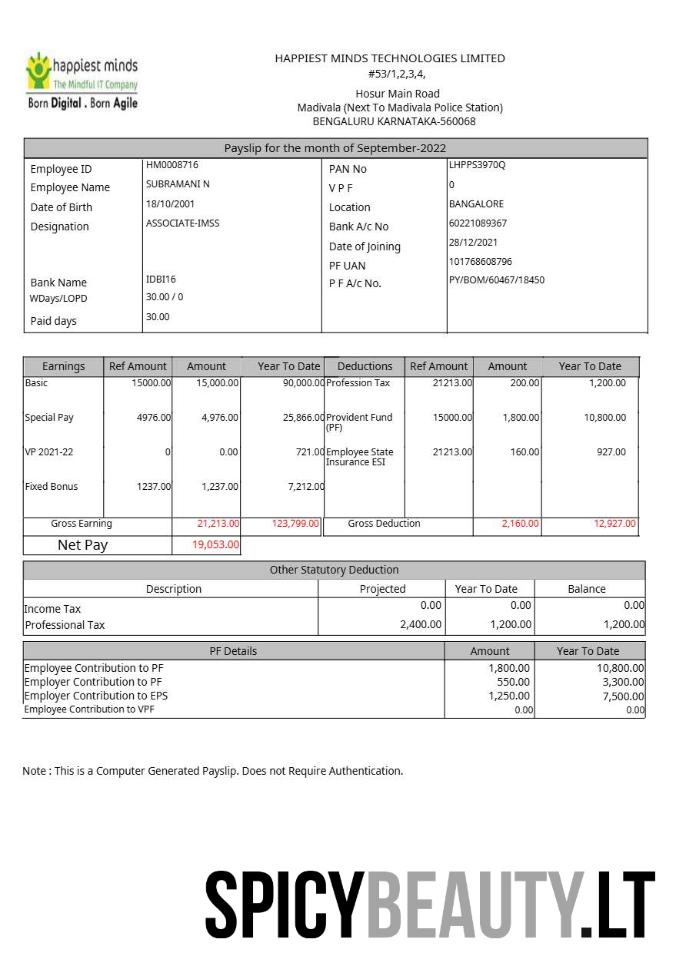 happiest minds
The Mindful IT Company
Born Digital . Born Agile
HAPPIEST MINDS TECHNOLOGIES LIMITED
#53/1,2,3,4,
Hosur Main Road
Madivala (Next To Madivala Police Station)
BENGALURU KARNATAKA-560068
Payslip for the month of September-2022
Employee ID HM0008716 PAN No LHPPS3970Q
Employee Name SUBRAMANI N V P F 0
Date of Birth 18/10/2001 Location BANGALORE
Designation ASSOCIATE-IMSS Bank A/c No 60221089367
Date of Joining 28/12/2021
PF UAN 101768608796
Bank Name IDBI16 P F A/c No. PY/BOM/60467/18450
WDays/LOPD 30.00 / 0
Paid days 30.00
Earnings Ref Amount Amount Year To Date Deductions Ref Amount Amount Year To Date
Basic 15000.00 15,000.00 90,000.00 Profession Tax 21213.00 200.00 1,200.00
Special Pay 4976.00 4,976.00 25,866.00 Provident Fund 15000.00 1,800.00 10,800.00
(PF)
VP 2021-22 0 0.00 721.00 Employee State 21213.00 160.00 927.00
Insurance ESI
Fixed Bonus 1237.00 1,237.00 7,212.00
Gross Earning 21,213.00 123,799.00 Gross Deduction 2,160.00 12,927.00
Net Pay 19,053.00
Other Statutory Deduction
Description Projected Year To Date Balance
Income Tax 0.00 0.00 0.00
Professional Tax 2,400.00 1,200.00 1,200.00
PF Details Amount Year To Date
Employee Contribution to PF 1,800.00 10,800.00
Employer Contribution to PF 550.00 3,300.00
Employer Contribution to EPS 1,250.00 7,500.00
Employee Contribution to VPF 0.00 0.00
Note : This is a Computer Generated Payslip. Does not Require Authentication.
SPICYBEAUTY.LT